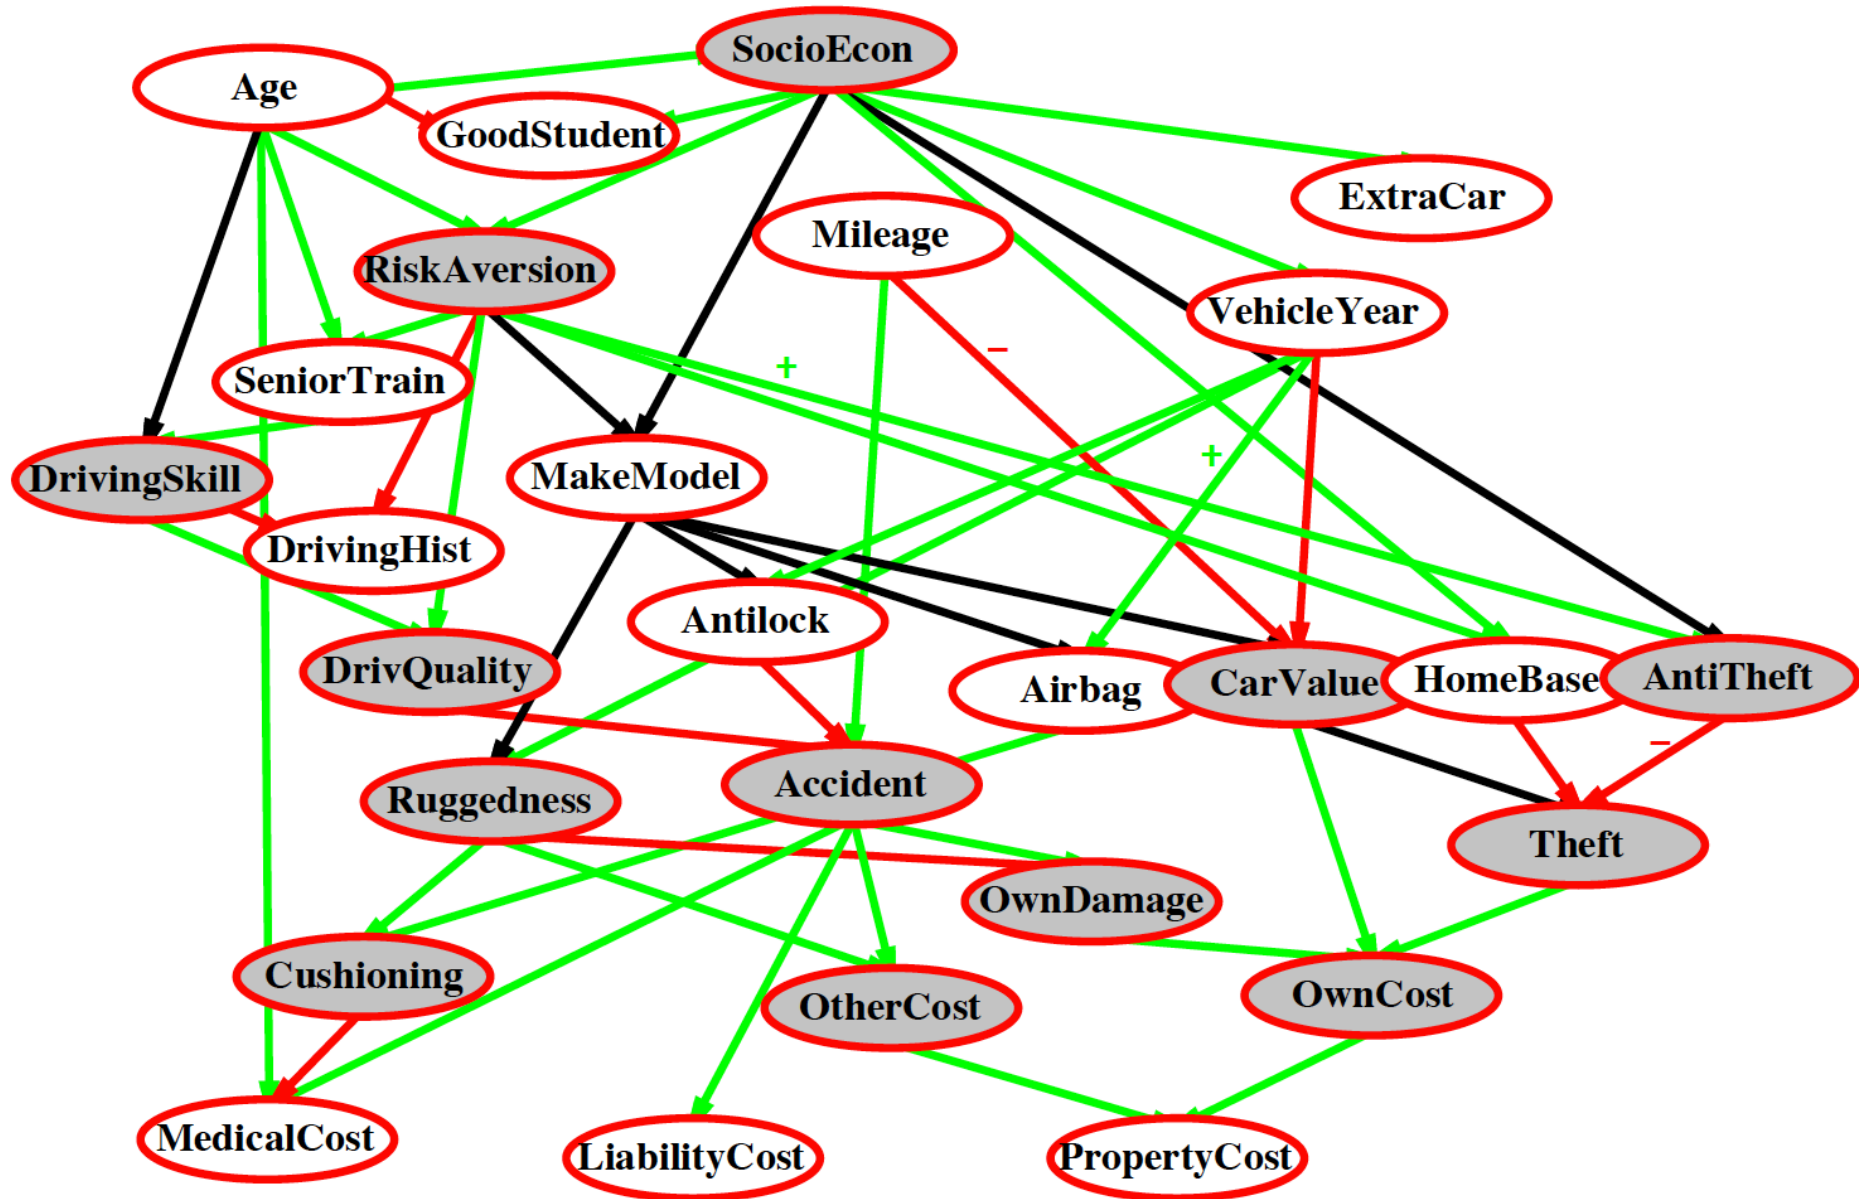 SocioEcon
Age
GoodStudent
ExtraCar
Mileage
RiskAversion
VehicleYear
−
+
SeniorTrain
+
DrivingSkill
MakeModel
DrivingHist
Antilock
DrivQuality
Airbag
CarValue
HomeBase
AntiTheft
−
Ruggedness
Accident
Theft
OwnDamage
Cushioning
OtherCost
OwnCost
MedicalCost
LiabilityCost
PropertyCost